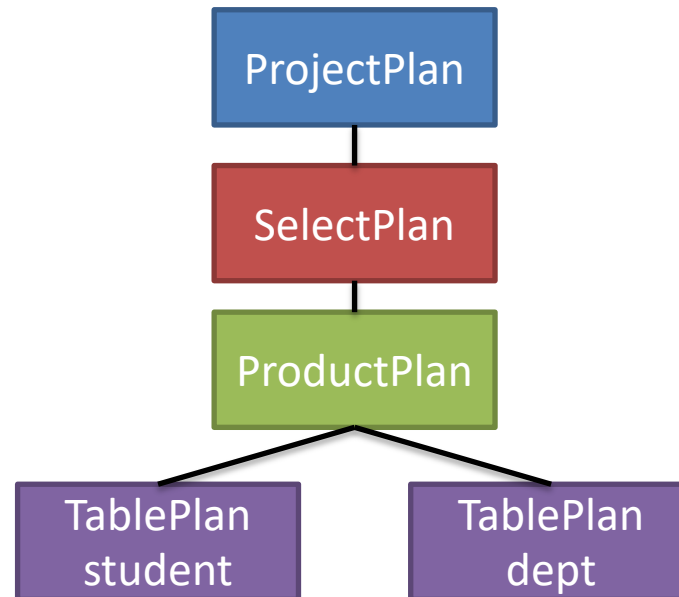 ProjectPlan
SelectPlan
ProductPlan
TablePlan
student
TablePlan
dept